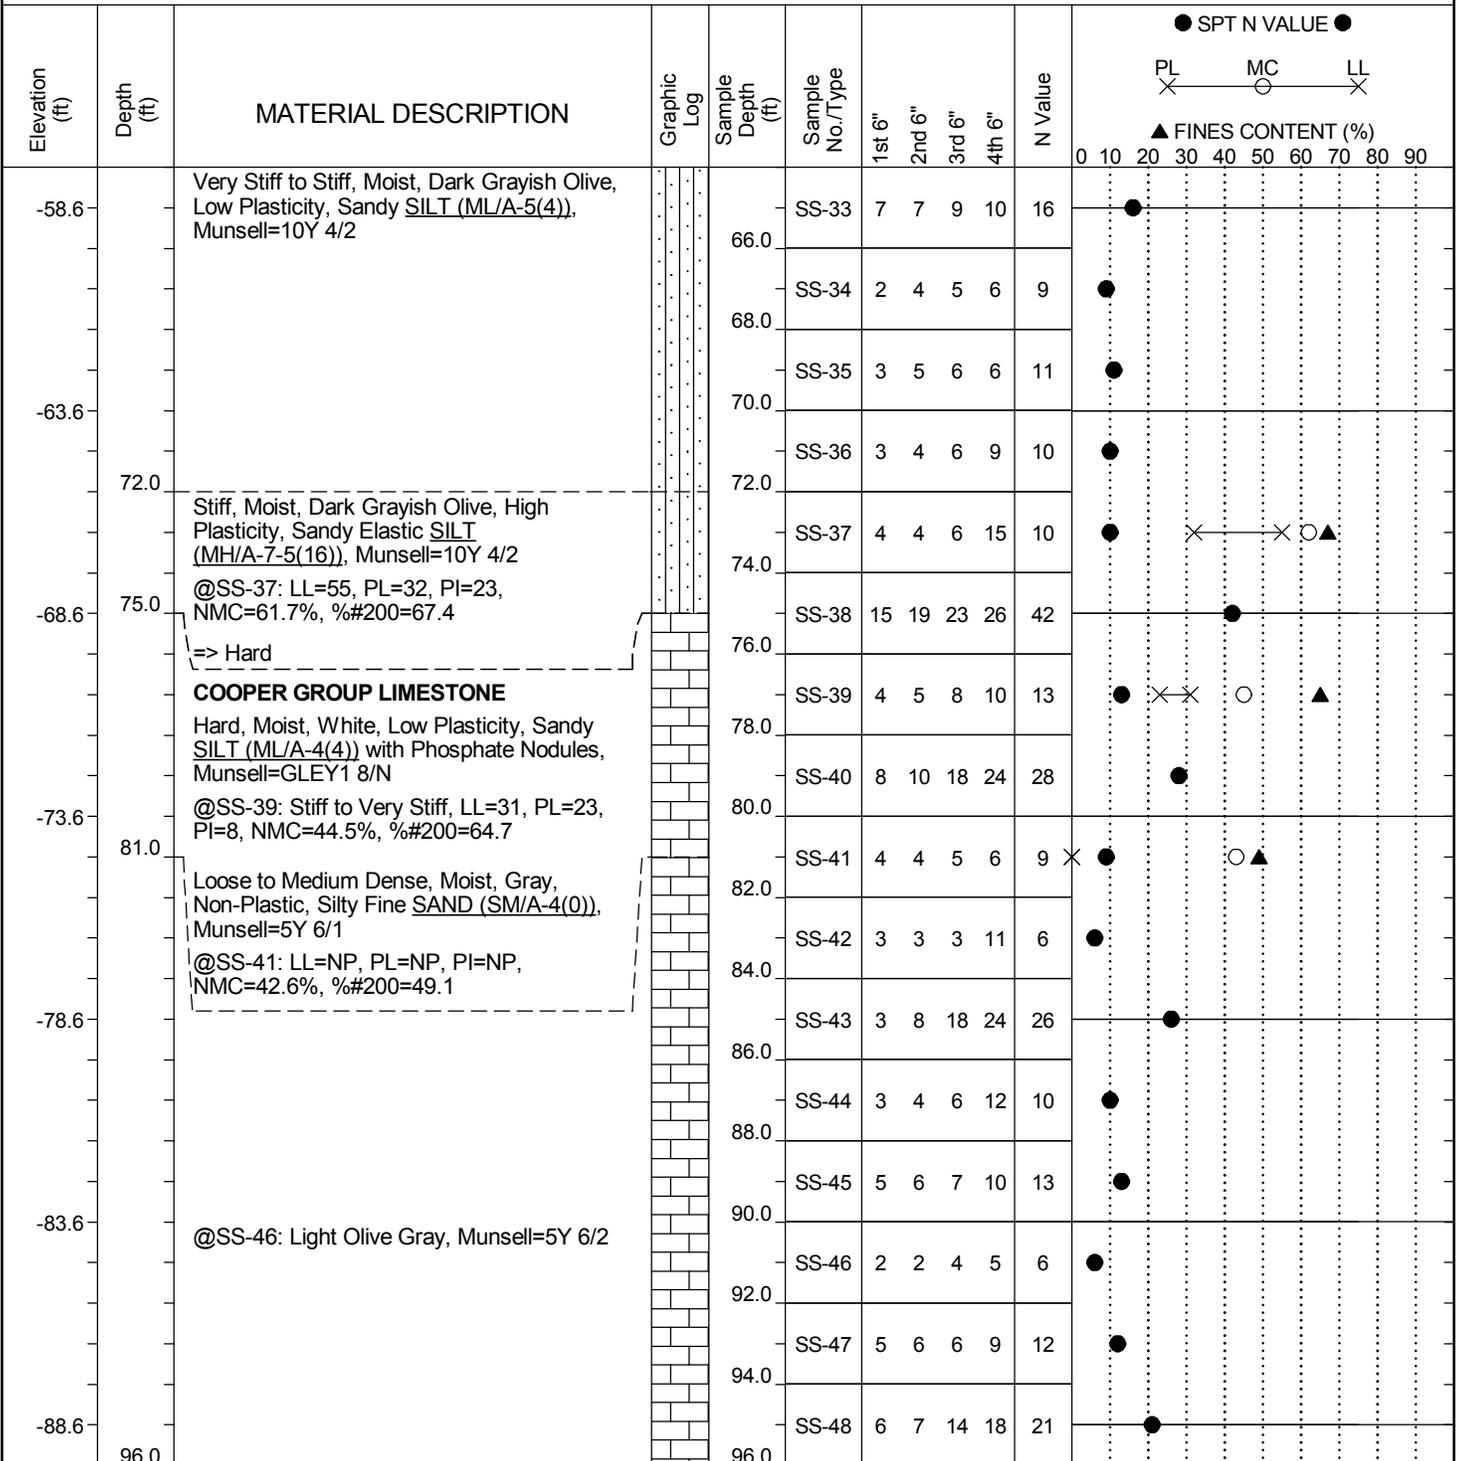 ● SPT N VALUE ●
PL MC LL
▲ FINES CONTENT (%)
0 10 20 30 40 50 60 70 80 90
Elevation (ft)
Depth (ft)
MATERIAL DESCRIPTION
Graphic Log
Sample Depth (ft)
Sample No./Type
1st 6"
2nd 6"
3rd 6"
4th 6"
N Value
Very Stiff to Stiff, Moist, Dark Grayish Olive,
-58.6 Low Plasticity, Sandy SILT (ML/A-5(4)), SS-33 7 7 9 10 16
Munsell=10Y 4/2
66.0
SS-34 2 4 5 6 9
68.0
SS-35 3 5 6 6 11
-63.6 70.0
SS-36 3 4 6 9 10
72.0 72.0
Stiff, Moist, Dark Grayish Olive, High
Plasticity, Sandy Elastic SILT SS-37 4 4 6 15 10
(MH/A-7-5(16)), Munsell=10Y 4/2
74.0
@SS-37: LL=55, PL=32, PI=23,
-68.6 75.0 NMC=61.7%, %#200=67.4 SS-38 15 19 23 26 42
76.0
=> Hard
COOPER GROUP LIMESTONE SS-39 4 5 8 10 13
Hard, Moist, White, Low Plasticity, Sandy 78.0
SILT (ML/A-4(4)) with Phosphate Nodules,
Munsell=GLEY1 8/N SS-40 8 10 18 24 28
@SS-39: Stiff to Very Stiff, LL=31, PL=23, 80.0
-73.6 PI=8, NMC=44.5%, %#200=64.7
81.0 SS-41 4 4 5 6 9
Loose to Medium Dense, Moist, Gray, 82.0
Non-Plastic, Silty Fine SAND (SM/A-4(0)),
Munsell=5Y 6/1 SS-42 3 3 3 11 6
@SS-41: LL=NP, PL=NP, PI=NP, 84.0
NMC=42.6%, %#200=49.1
-78.6 SS-43 3 8 18 24 26
86.0
SS-44 3 4 6 12 10
88.0
SS-45 5 6 7 10 13
90.0
-83.6 @SS-46: Light Olive Gray, Munsell=5Y 6/2
SS-46 2 2 4 5 6
92.0
SS-47 5 6 6 9 12
94.0
-88.6 SS-48 6 7 14 18 21
96.0 96.0